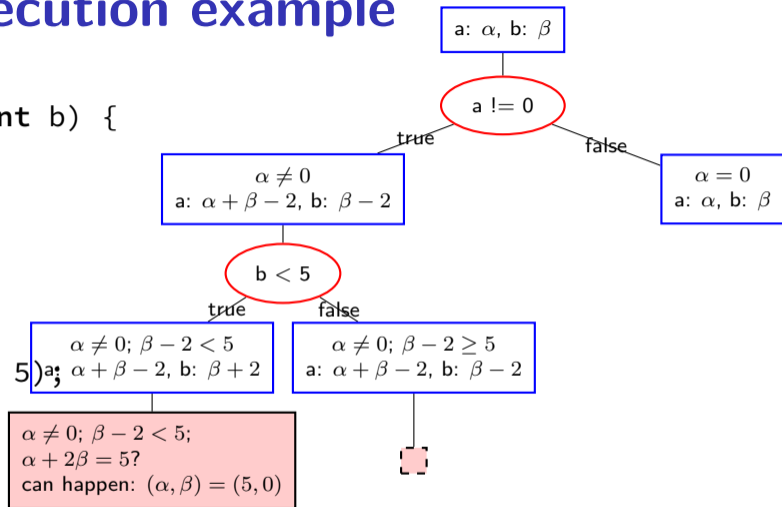 ecution example
a: α, b: β
nt b) {
a != 0
true
false
α ≠ 0
a: α + β − 2, b: β − 2
α = 0
a: α, b: β
b < 5
true
false
α ≠ 0; β − 2 < 5
a: α + β − 2, b: β + 2
α ≠ 0; β − 2 ≥ 5
a: α + β − 2, b: β − 2
5);
α ≠ 0; β − 2 < 5;
α + 2β = 5?
can happen: (α, β) = (5, 0)